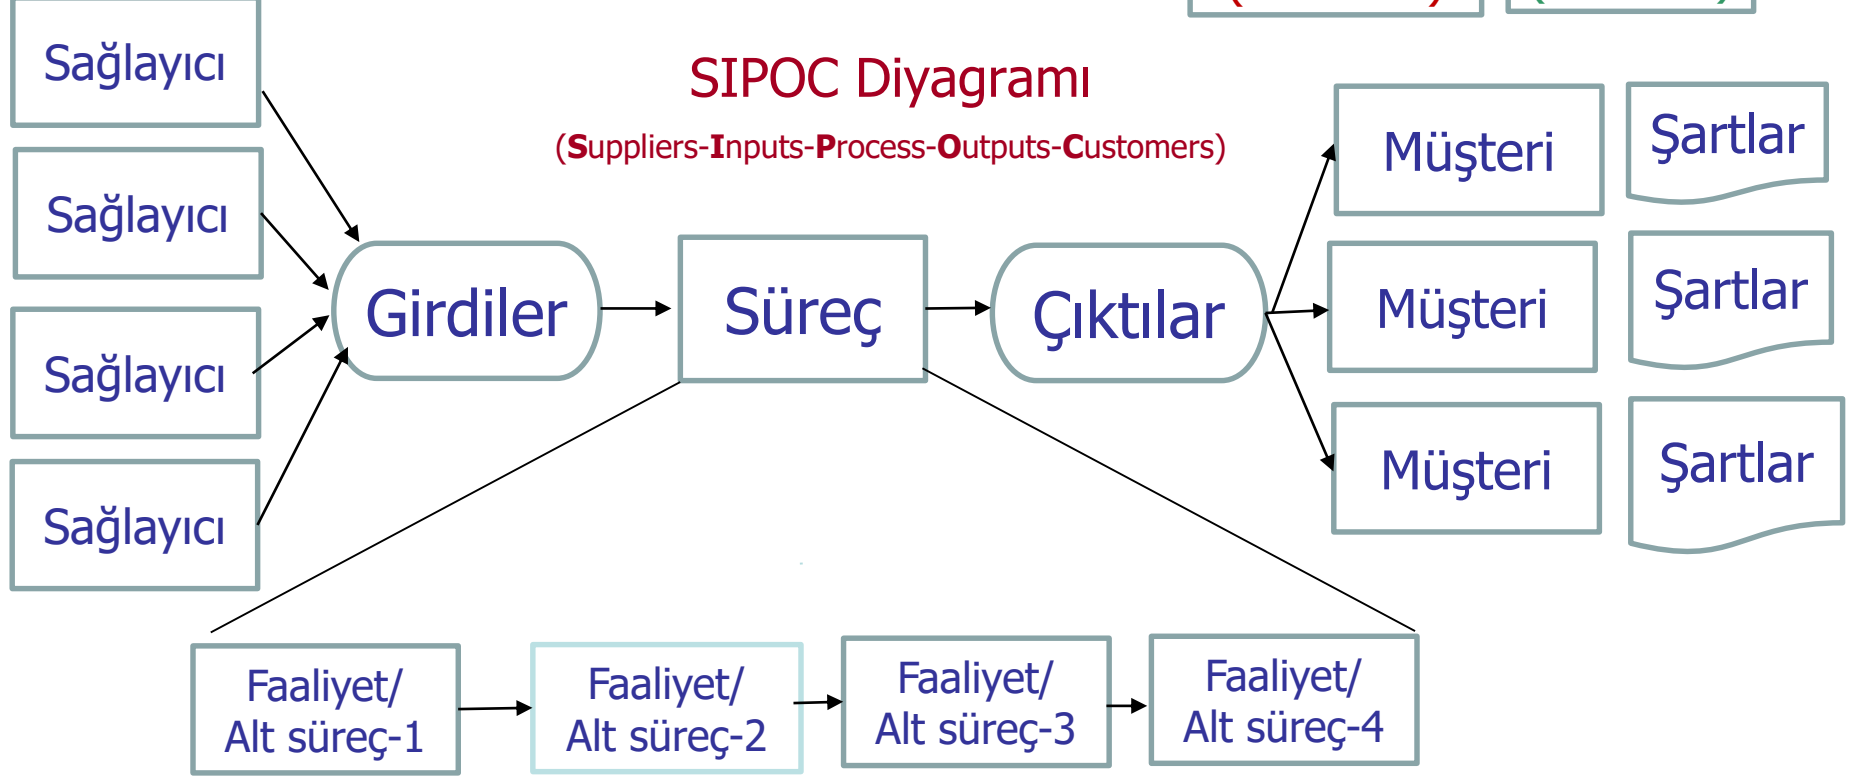 SIPOC Diyagramı
(Suppliers-Inputs-Process-Outputs-Customers)
Sağlayıcı
Sağlayıcı
Sağlayıcı
Sağlayıcı
Girdiler
Süreç
Çıktılar
Müşteri
Şartlar
Müşteri
Şartlar
Müşteri
Şartlar
Faaliyet/
Alt süreç-1
Faaliyet/
Alt süreç-2
Faaliyet/
Alt süreç-3
Faaliyet/
Alt süreç-4